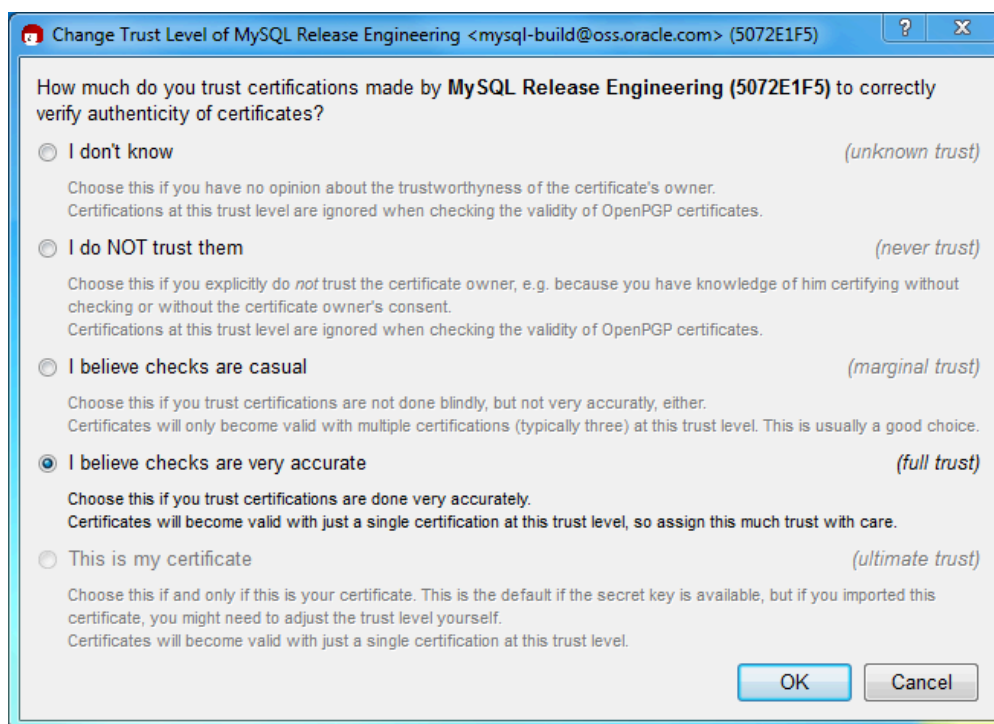 Change Trust Level of MySQL Release Engineering <mysql-build@oss.oracle.com> (5072E1F5)
How much do you trust certifications made by MySQL Release Engineering (5072E1F5) to correctly
verify authenticity of certificates?
I don't know (unknown trust)
Choose this if you have no opinion about the trustworthyness of the certificate's owner.
Certifications at this trust level are ignored when checking the validity of OpenPGP certificates.
I do NOT trust them (never trust)
Choose this if you explicitly do not trust the certificate owner, e.g. because you have knowledge of him certifying without
checking or without the certificate owner's consent.
Certifications at this trust level are ignored when checking the validity of OpenPGP certificates.
I believe checks are casual (marginal trust)
Choose this if you trust certifications are not done blindly, but not very accuratly, either.
Certificates will only become valid with multiple certifications (typically three) at this trust level. This is usually a good choice.
I believe checks are very accurate (full trust)
Choose this if you trust certifications are done very accurately.
Certificates will become valid with just a single certification at this trust level, so assign this much trust with care.
This is my certificate (ultimate trust)
Choose this if and only if this is your certificate. This is the default if the secret key is available, but if you imported this
certificate, you might need to adjust the trust level yourself.
Certificates will become valid with just a single certification at this trust level.
OK Cancel